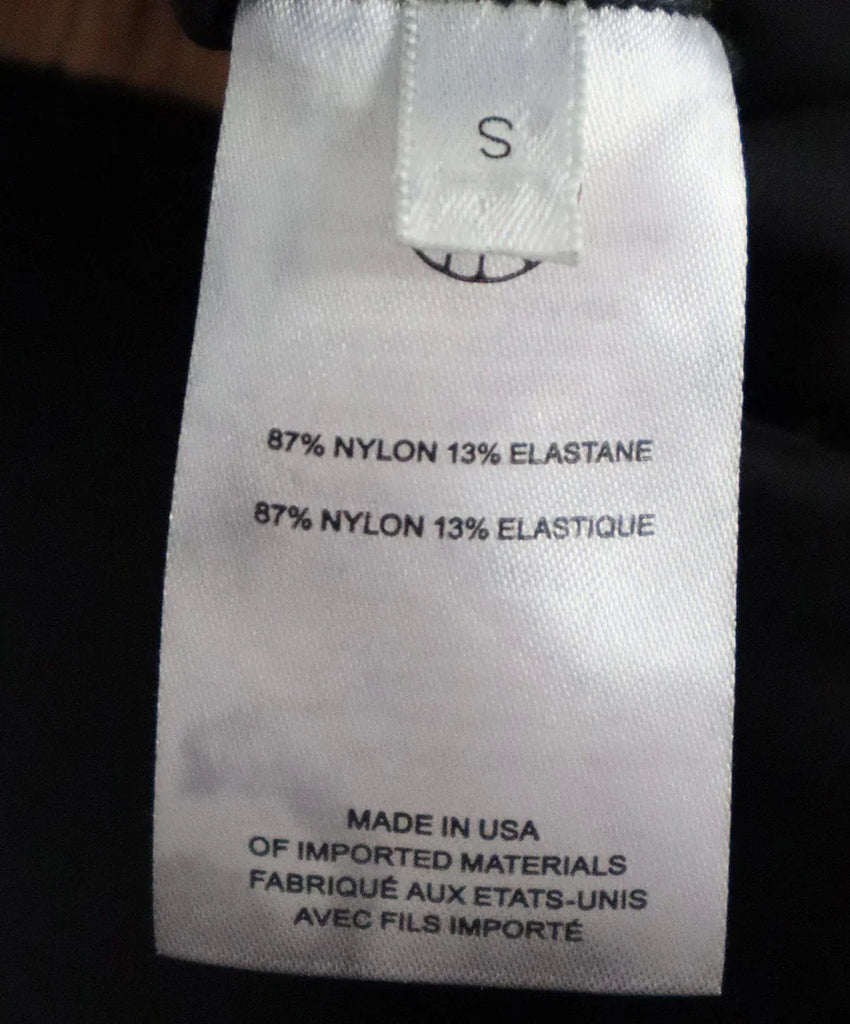 S
87% NYLON 13% ELASTANE
87% NYLON 13% ELASTIQUE
MADE IN USA
OF IMPORTED MATERIALS
FABRIQUÉ AUX ETATS-UNIS
AVEC FILS IMPORTÉ